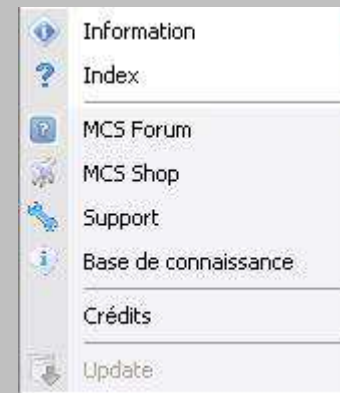 Information
Index
MCS Forum
MCS Shop
Support
Base de connaissance
Crédits
Update